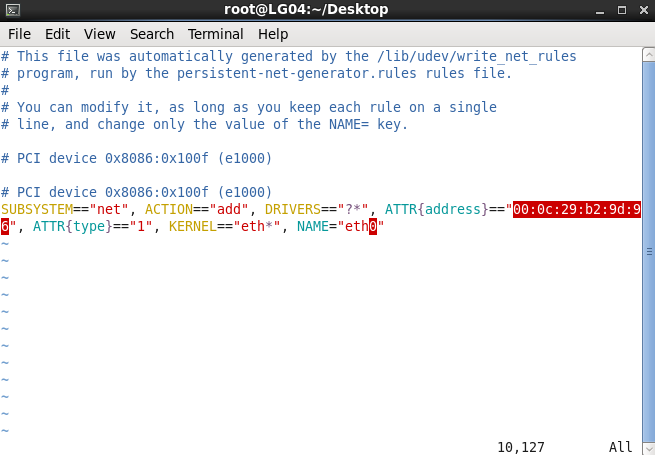 root@LG04:~/Desktop
File Edit View Search Terminal Help
# This file was automatically generated by the /lib/udev/write_net_rules
# program, run by the persistent-net-generator.rules rules file.
#
# You can modify it, as long as you keep each rule on a single
# line, and change only the value of the NAME= key.
# PCI device 0x8086:0x100f (e1000)
# PCI device 0x8086:0x100f (e1000)
SUBSYSTEM=="net", ACTION=="add", DRIVERS=="?*", ATTR{address}=="00:0c:29:b2:9d:9
6", ATTR{type}=="1", KERNEL=="eth*", NAME="eth0"
~
~
~
~
~
~
~
~
~
~
~
~
10,127 All